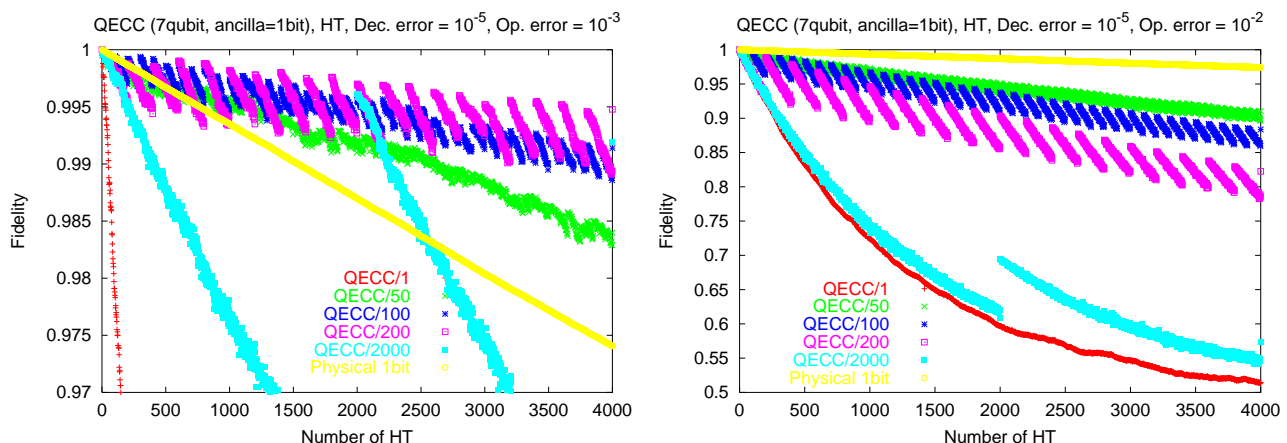 QECC (7qubit, ancilla=1bit), HT, Dec. error = 10^-5, Op. error = 10^-3
1
0.995
0.99
0.985
0.98
0.975
0.97
Fidelity
QECC/1
QECC/50
QECC/100
QECC/200
QECC/2000
Physical 1bit
0 500 1000 1500 2000 2500 3000 3500 4000
Number of HT
QECC (7qubit, ancilla=1bit), HT, Dec. error = 10^-5, Op. error = 10^-2
1
0.95
0.9
0.85
0.8
0.75
0.7
0.65
0.6
0.55
0.5
Fidelity
QECC/1
QECC/50
QECC/100
QECC/200
QECC/2000
Physical 1bit
0 500 1000 1500 2000 2500 3000 3500 4000
Number of HT